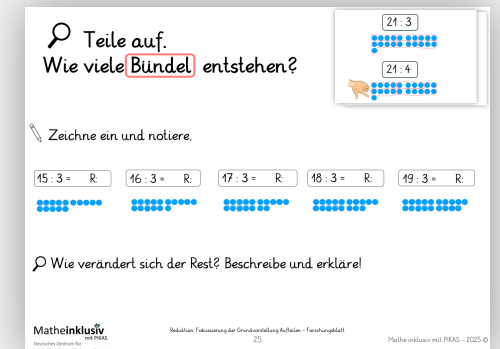 Teile auf.
Wie viele Bündel entstehen?
21 : 3
21 : 4
Zeichne ein und notiere.
15 : 3 = R:
16 : 3 = R:
17 : 3 = R:
18 : 3 = R:
19 : 3 = R:
Wie verändert sich der Rest? Beschreibe und erkläre!
Matheinklusiv
mit PIKAS
Deutsches Zentrum für
Reduktion: Fokussierung der Grundvorstellung Aufteilen - Forschungsblatt
25
Mathe inklusiv mit PIKAS – 2025 ©